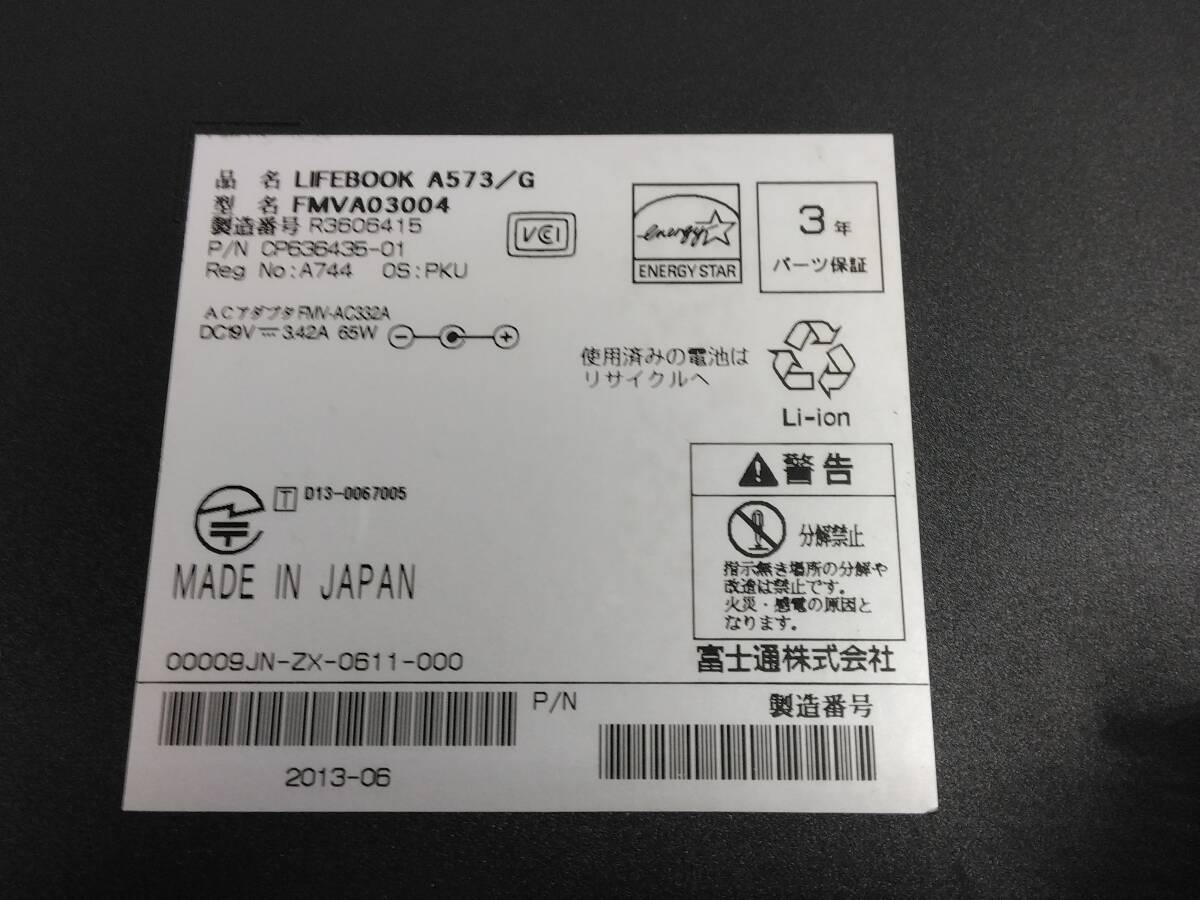 品 名 LIFEBOOK A573/G
型 名 FMVA03004
製造番号 R3606415
P/N CP636435-01
Reg No:A744 OS:PKU
VCI
energy
ENERGY STAR
3年
パーツ保証
ACアダプタ FMV-AC332A
DC19V 3.42A 65W
使用済みの電池は
リサイクルへ
Li-ion
警告
分解禁止
指示無き場所の分解や
改造は禁止です。
火災・感電の原因と
なります。
T D13-0067005
MADE IN JAPAN
00009JN-ZX-0611-000
富士通株式会社
P/N
製造番号
2013-06